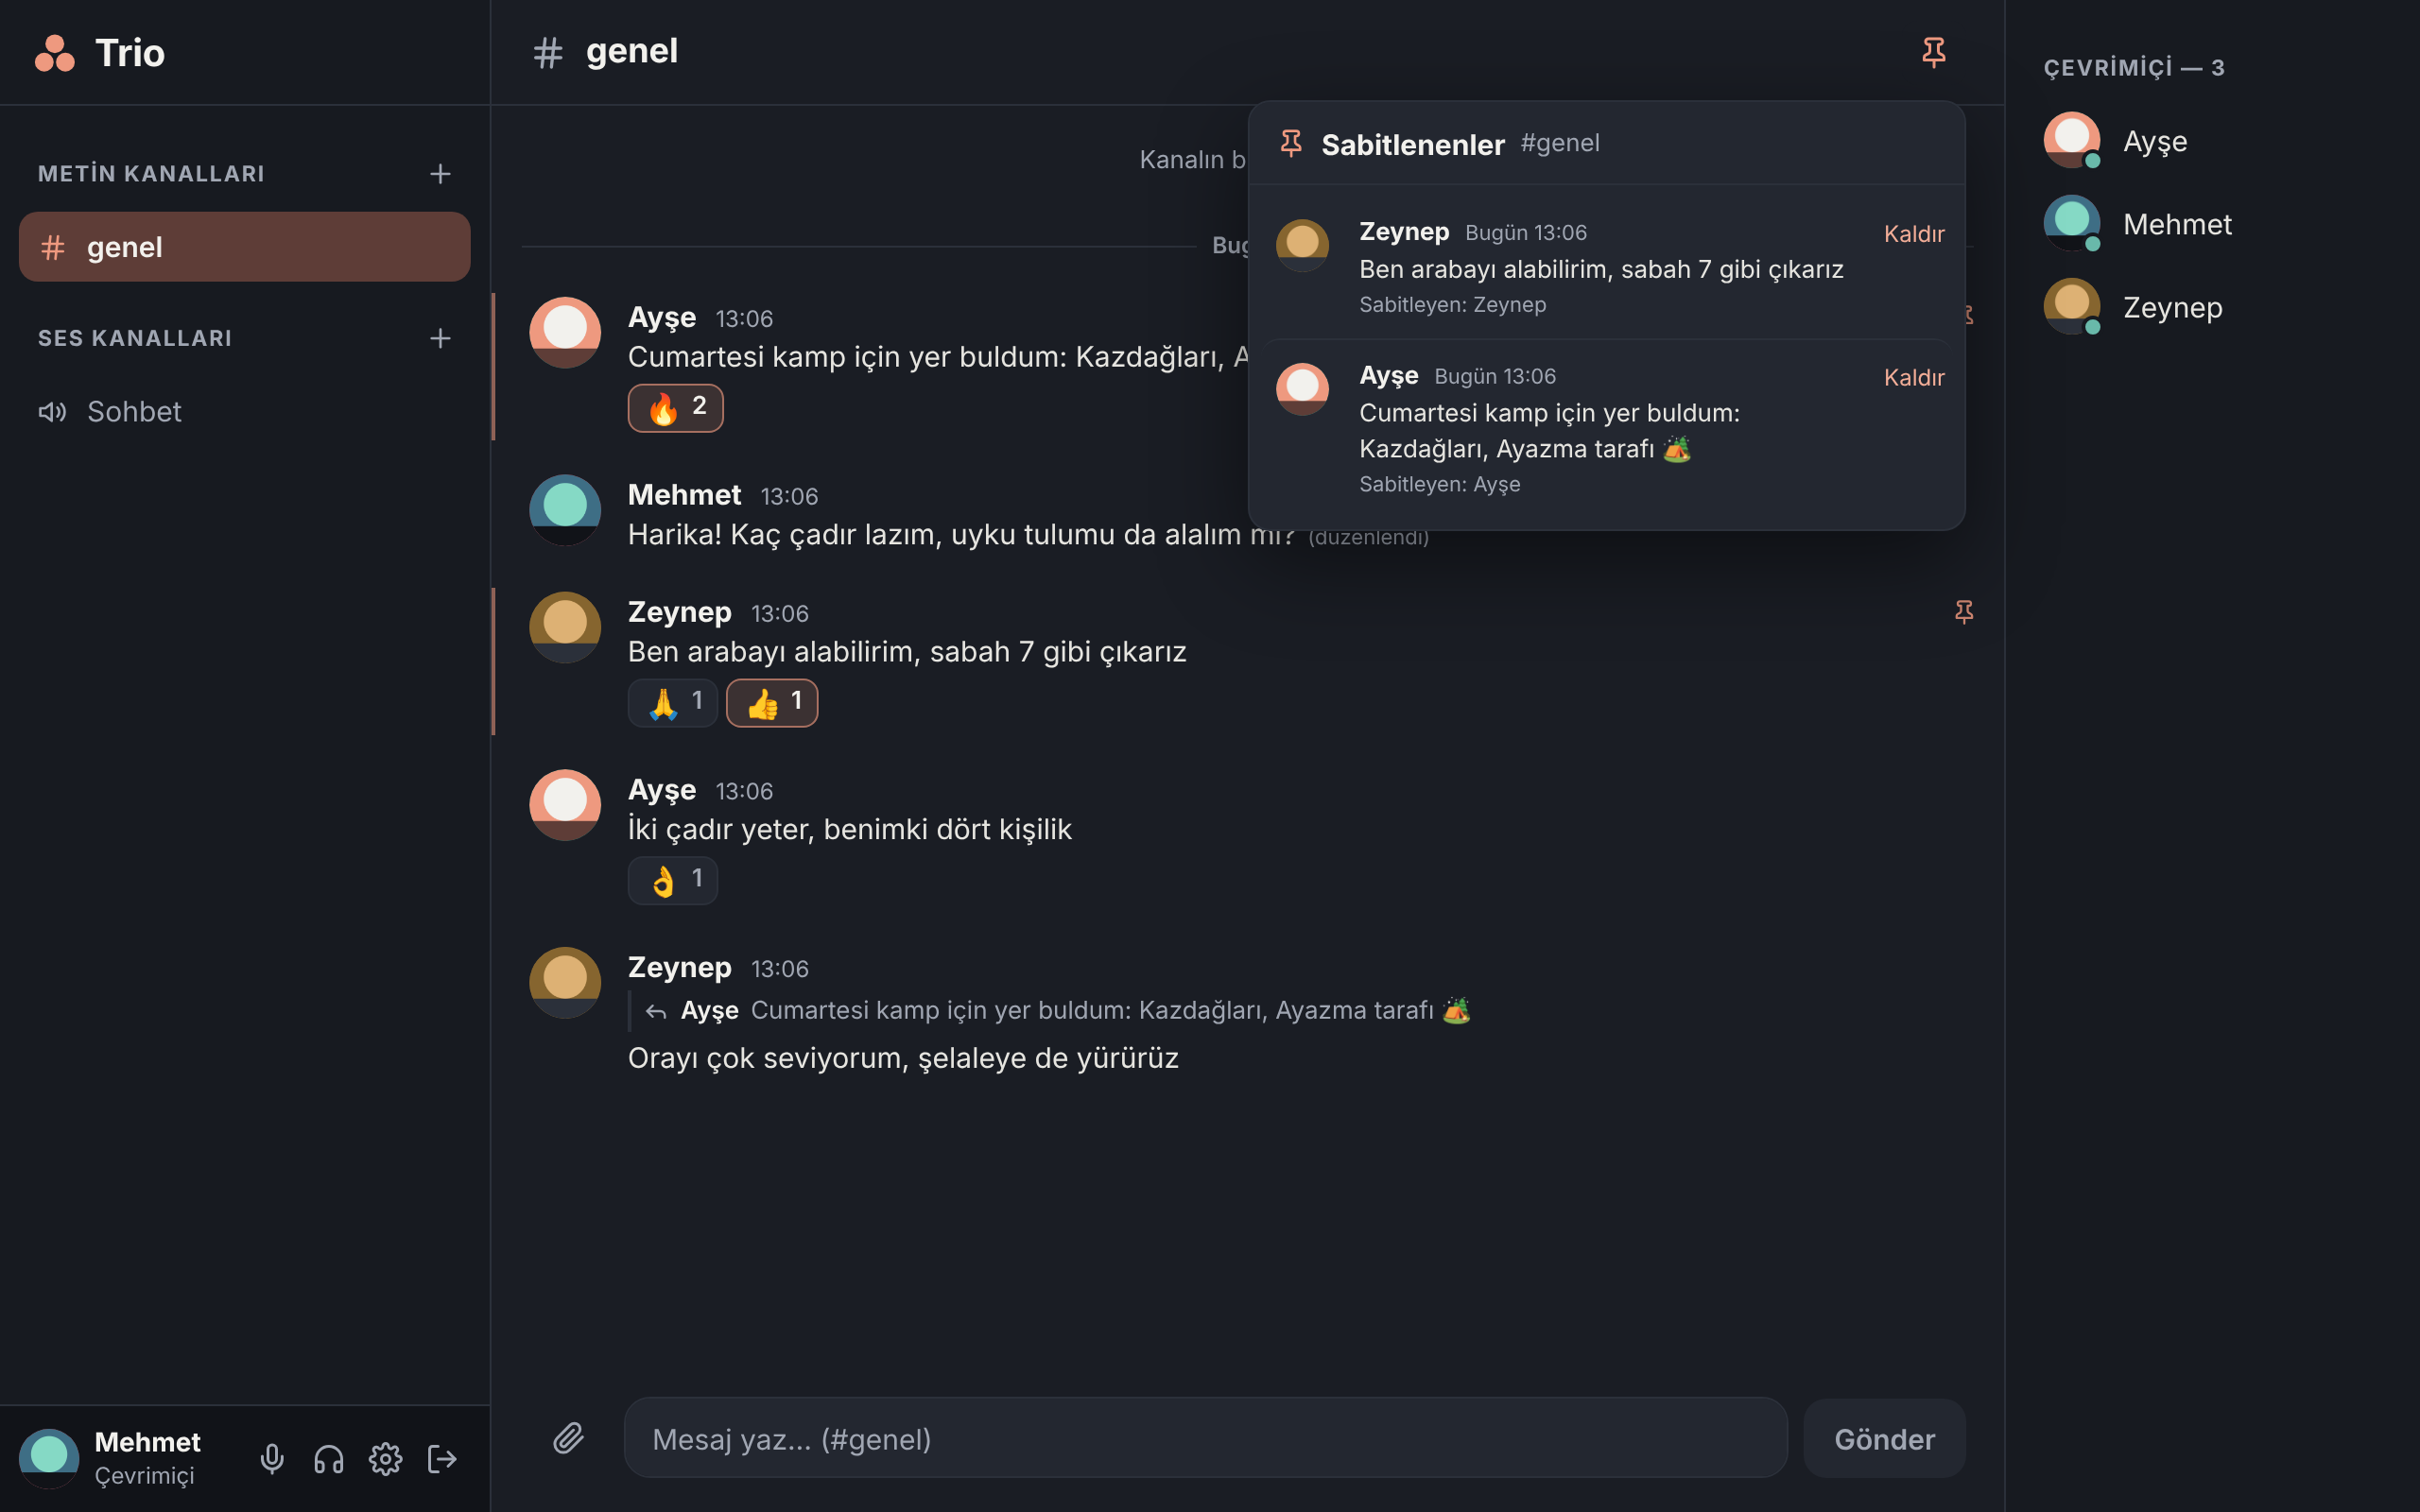 Trio
METİN KANALLARI
genel
SES KANALLARI
Sohbet
Mehmet
Çevrimiçi
# genel
Kanalın
Sabitlenenler #genel
Zeynep Bugün 13:06 Kaldır
Ben arabayı alabilirim, sabah 7 gibi çıkarız
Sabitleyen: Zeynep
Ayşe Bugün 13:06 Kaldır
Cumartesi kamp için yer buldum:
Kazdağları, Ayazma tarafı 🏕️
Sabitleyen: Ayşe
Ayşe 13:06
Cumartesi kamp için yer buldum: Kazdağları,
🔥 2
Mehmet 13:06
Harika! Kaç çadır lazım, uyku tulumu da alalım mı? (düzenlendi)
Zeynep 13:06
Ben arabayı alabilirim, sabah 7 gibi çıkarız
🙏 1 👍 1
Ayşe 13:06
İki çadır yeter, benimki dört kişilik
👌 1
Zeynep 13:06
Ayşe Cumartesi kamp için yer buldum: Kazdağları, Ayazma tarafı 🏕️
Orayı çok seviyorum, şelaleye de yürürüz
Mesaj yaz... (#genel)
Gönder
ÇEVRİMİÇİ — 3
Ayşe
Mehmet
Zeynep